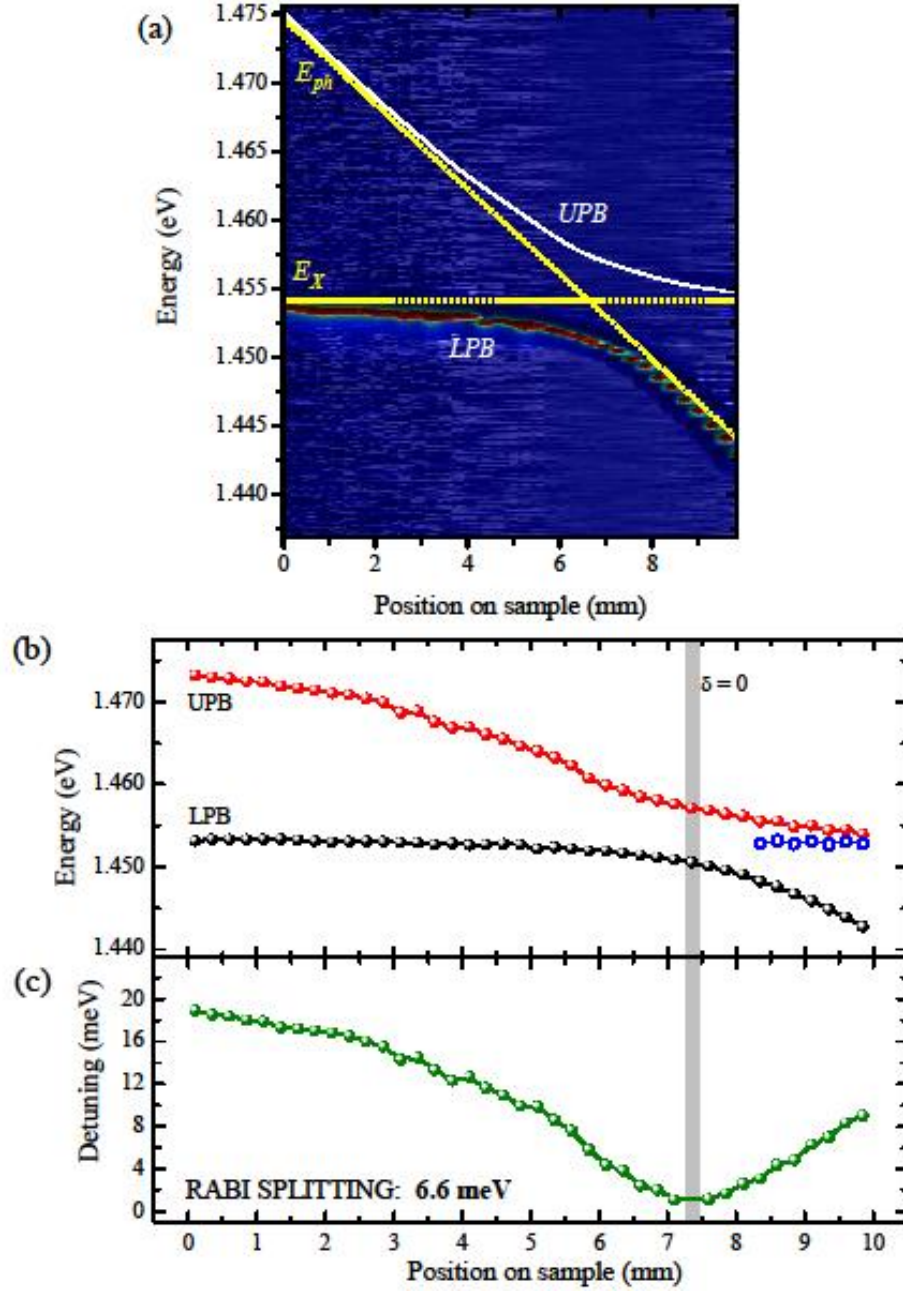 (a)
1.475
1.470
1.465
1.460
1.455
1.450
1.445
1.440
Energy (eV)
E_ph
UPB
E_X
LPB
0 2 4 6 8
Position on sample (mm)
(b)
1.470
1.460
1.450
1.440
Energy (eV)
UPB
LPB
δ = 0
(c)
20
16
12
8
4
0
Detuning (meV)
RABI SPLITTING: 6.6 meV
0 1 2 3 4 5 6 7 8 9 10
Position on sample (mm)